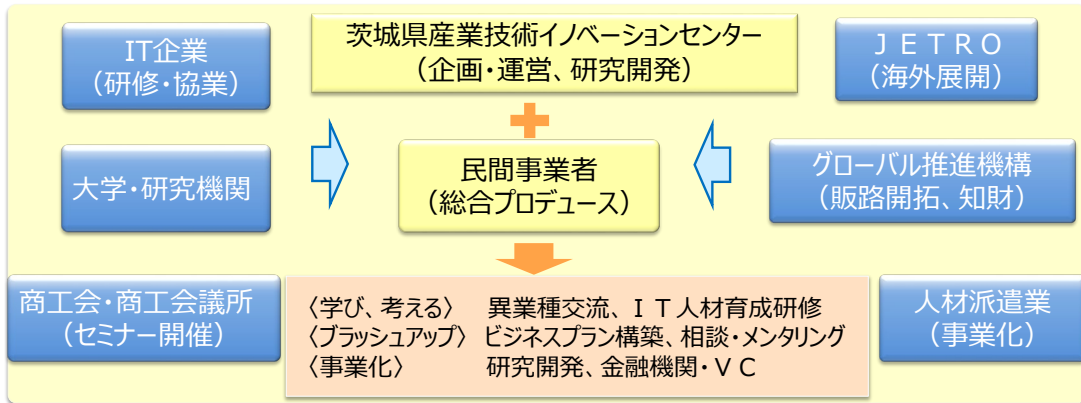 IT企業
(研修・協業)
茨城県産業技術イノベーションセンター
(企画・運営、研究開発)
JETRO
(海外展開)
大学・研究機関
民間事業者
(総合プロデュース)
グローバル推進機構
(販路開拓、知財)
商工会・商工会議所
(セミナー開催)
〈学び、考える〉 異業種交流、IT人材育成研修
〈ブラッシュアップ〉 ビジネスプラン構築、相談・メンタリング
〈事業化〉 研究開発、金融機関・VC
人材派遣業
(事業化)